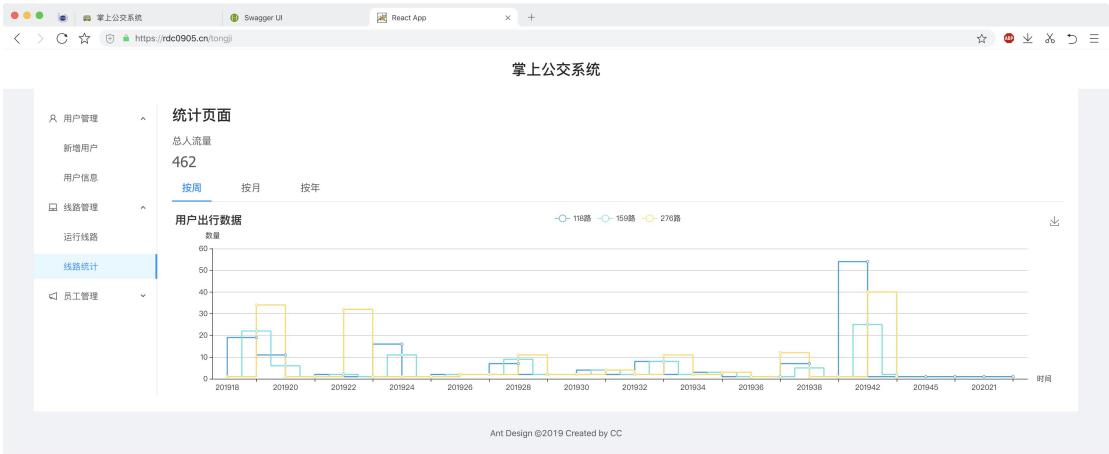 掌上公交系统 Swagger UI React App
https://rdc0905.cn/tongji ABP
掌上公交系统
用户管理
新增用户
用户信息
线路管理
运行线路
线路统计
员工管理
统计页面
总人流量
462
按周 按月 按年
用户出行数据
118路 159路 276路
数量
60
50
40
30
20
10
0
201918 201920 201922 201924 201926 201928 201930 201932 201934 201936 201938 201942 201945 202021
时间
Ant Design ©2019 Created by CC